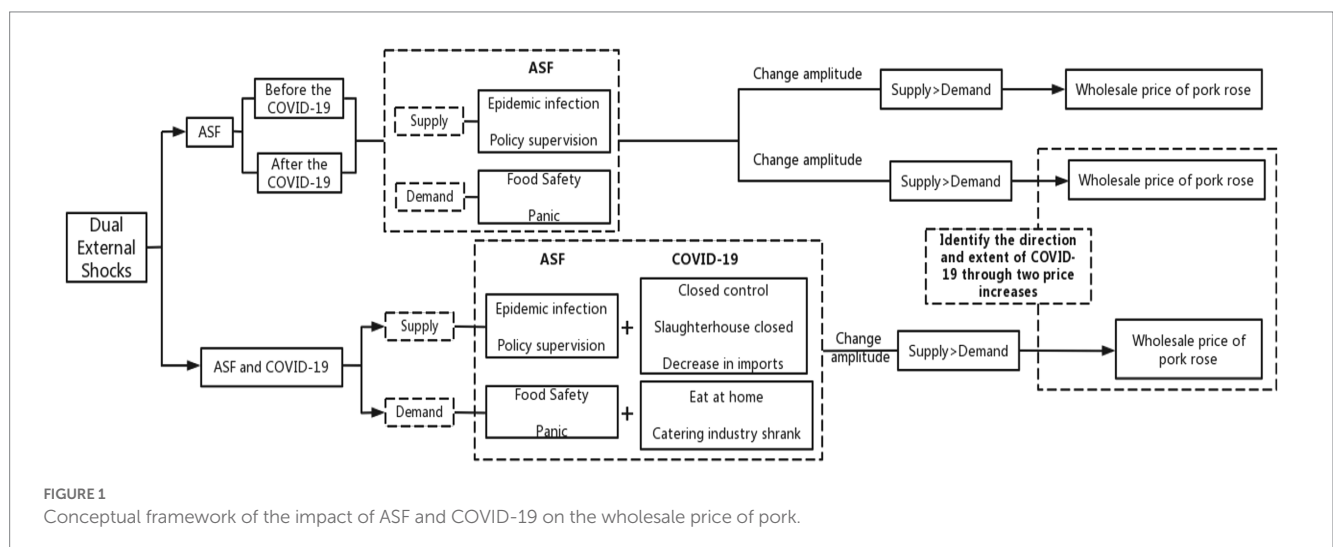 Dual
External
Shocks
ASF
Before the
COVID-19
After the
COVID-19
ASF
Supply
Epidemic infection
Policy supervision
Demand
Food Safety
Panic
Change amplitude
Supply>Demand
Wholesale price of pork rose
Change amplitude
Supply>Demand
Wholesale price of pork rose
Identify the direction
and extent of COVID-
19 through two price
increases
ASF and COVID-19
Supply
Demand
ASF
COVID-19
Epidemic infection
Policy supervision
+
Closed control
Slaughterhouse closed
Decrease in imports
Food Safety
Panic
+
Eat at home
Catering industry shrank
Change
amplitude
Supply>Demand
Wholesale price of
pork rose
FIGURE 1
Conceptual framework of the impact of ASF and COVID-19 on the wholesale price of pork.